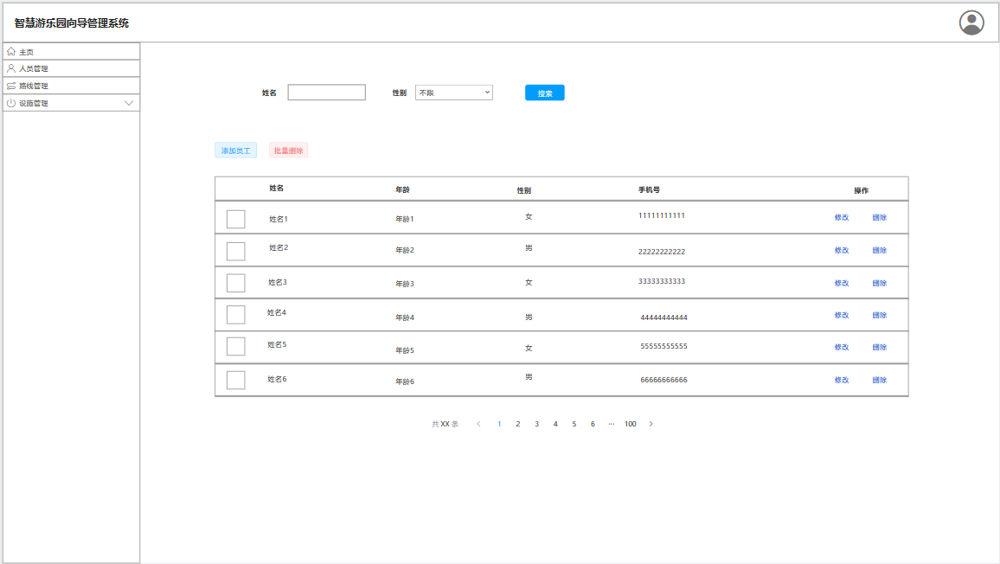 智慧游乐园向导管理系统
主页
人员管理
路线管理
设施管理
姓名 性别 不限 搜索
添加员工 批量删除
姓名 年龄 性别 手机号 操作
姓名1 年龄1 女 11111111111 修改 删除
姓名2 年龄2 男 22222222222 修改 删除
姓名3 年龄3 女 33333333333 修改 删除
姓名4 年龄4 男 44444444444 修改 删除
姓名5 年龄5 女 55555555555 修改 删除
姓名6 年龄6 男 66666666666 修改 删除
共 XX 条 < 1 2 3 4 5 6 ··· 100 >